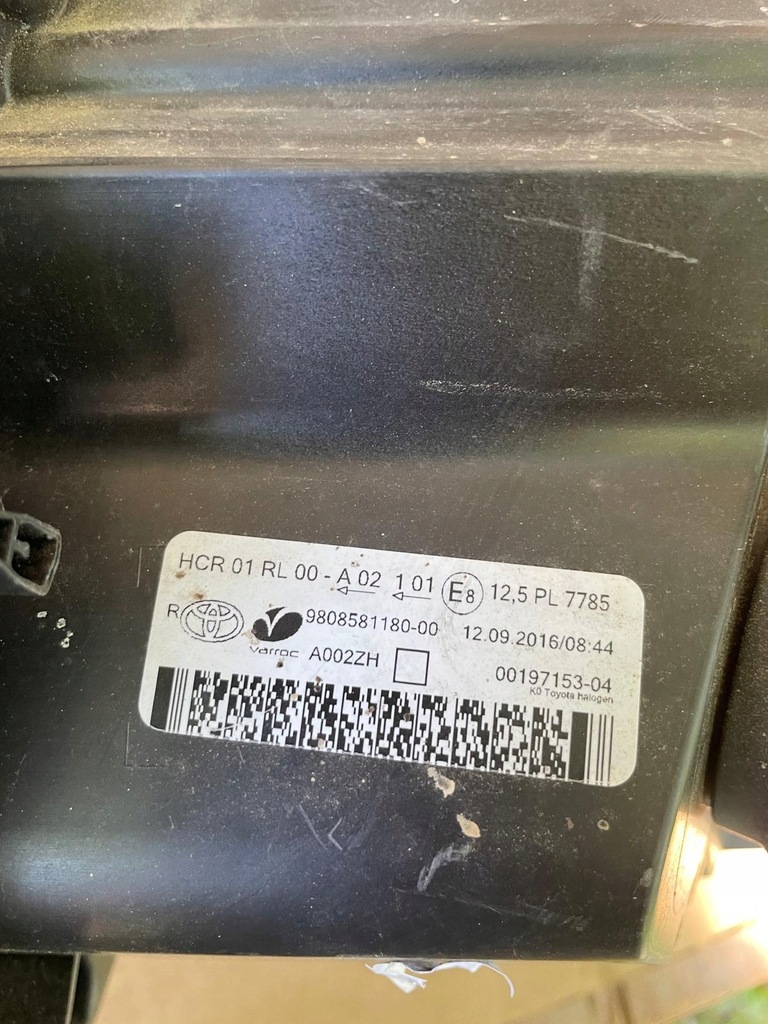 HCR 01 RL 00 - A 02 1 01 E8 12,5 PL 7785
R 9808581180-00 12.09.2016/08:44
varroc A002ZH 00197153-04
K0 Toyota halogen